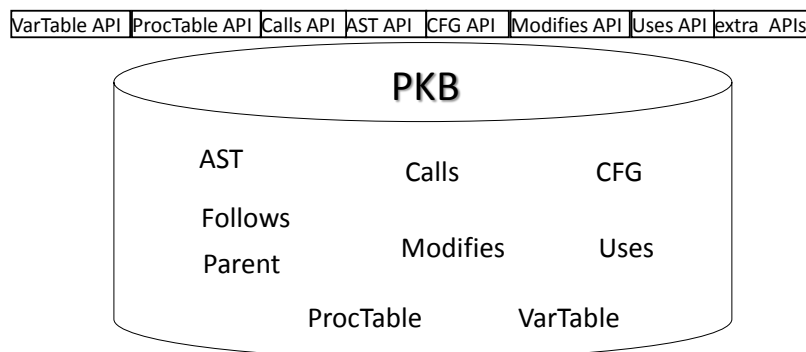 VarTable API ProcTable API Calls API AST API CFG API Modifies API Uses API extra APIs
PKB
AST Calls CFG
Follows
Modifies Uses
Parent
ProcTable VarTable